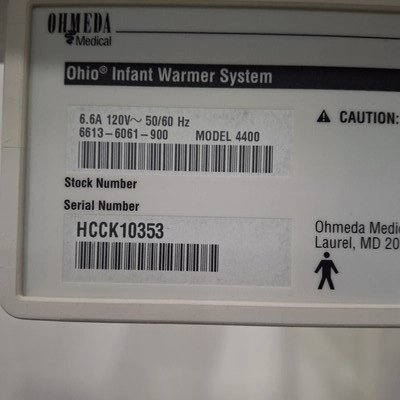 OHMEDA
Medical
Ohio® Infant Warmer System
6.6A 120V~ 50/60 Hz
6613-6061-900 MODEL 4400
⚠ CAUTION:
Stock Number
Serial Number
HCCK10353
Ohmeda Medic
Laurel, MD 20